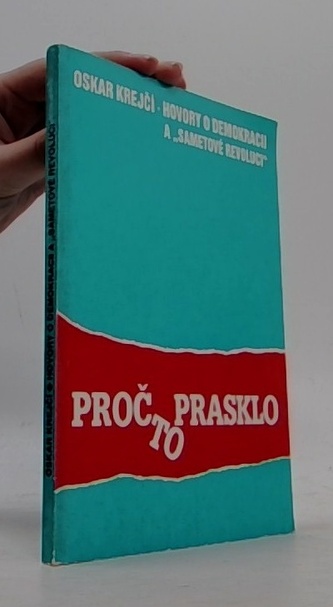 OSKAR KREJČÍ - HOVORY O DEMOKRACII
A „SAMETOVÉ REVOLUCI“
PROČ TO PRASKLO
OSKAR KREJČÍ HOVORY O DEMOKRACII A „SAMETOVÉ REVOLUCI“